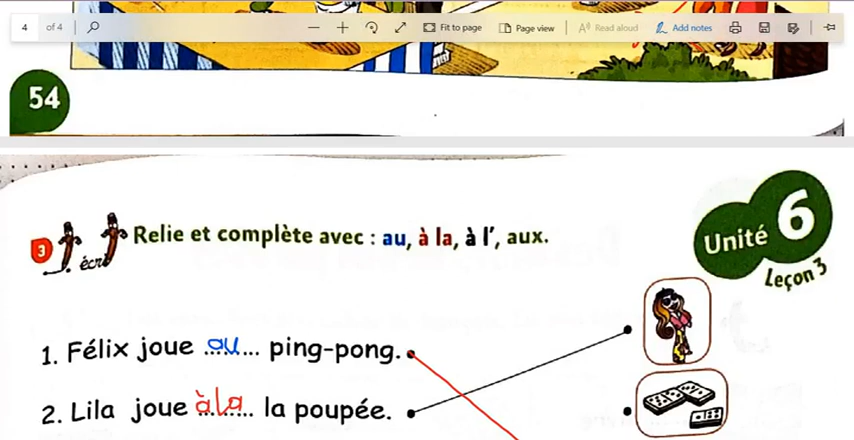 4 of 4 Fit to page Page view Read aloud Add notes
54
3 écris Relie et complète avec : au, à la, à l', aux.
Unité 6
Leçon 3
1. Félix joue ...au... ping-pong.
2. Lila joue ...à la... la poupée.